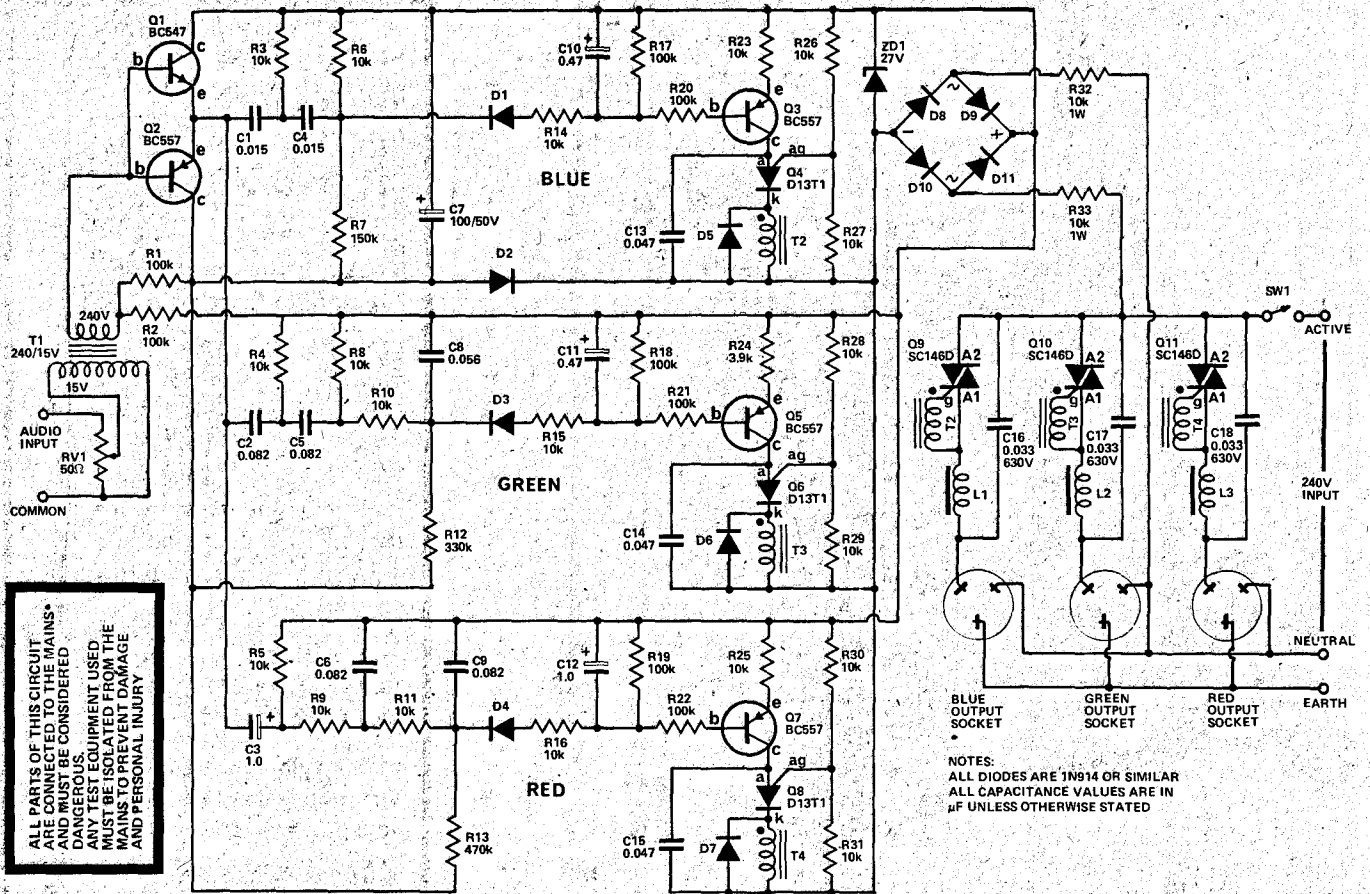 Q1
BC547
c
b
e
Q2
BC557
e
b
c
R3
10k
R6
10k
C1
0.015
C4
0.015
R7
150k
C7
100/50V
+
D1
R14
10k
C10
0.47
+
R17
100k
R20
100k
R23
10k
R26
10k
b
e
c
Q3
BC557
BLUE
a
ag
Q4
D13T1
k
C13
0.047
D5
T2
R27
10k
D2
ZD1
27V
D8
D9
D10
D11
~
~
−
+
R32
10k
1W
R33
10k
1W
R1
100k
R2
100k
T1
240/15V
240V
15V
AUDIO
INPUT
RV1
50Ω
COMMON
R4
10k
R8
10k
C8
0.056
R10
10k
C2
0.082
C5
0.082
D3
R15
10k
C11
0.47
+
R18
100k
R21
100k
R24
3.9k
R28
10k
b
e
c
Q5
BC557
GREEN
a
ag
Q6
D13T1
k
C14
0.047
D6
T3
R29
10k
R12
330k
R5
10k
C6
0.082
C9
0.082
R9
10k
R11
10k
C3
1.0
+
D4
R16
10k
C12
1.0
+
R19
100k
R22
100k
R25
10k
R30
10k
b
e
c
Q7
BC557
RED
a
ag
Q8
D13T1
k
C15
0.047
D7
T4
R31
10k
R13
470k
Q9
SC146D
A2
g
A1
T2
C16
0.033
630V
L1
Q10
SC146D
A2
g
A1
T3
C17
0.033
630V
L2
Q11
SC146D
A2
g
A1
T4
C18
0.033
630V
L3
SW1
ACTIVE
240V
INPUT
NEUTRAL
EARTH
BLUE
OUTPUT
SOCKET
GREEN
OUTPUT
SOCKET
RED
OUTPUT
SOCKET
NOTES:
ALL DIODES ARE 1N914 OR SIMILAR
ALL CAPACITANCE VALUES ARE IN
µF UNLESS OTHERWISE STATED
ALL PARTS OF THIS CIRCUIT
ARE CONNECTED TO THE MAINS
AND MUST BE CONSIDERED
DANGEROUS.
ANY TEST EQUIPMENT USED
MUST BE ISOLATED FROM THE
MAINS TO PREVENT DAMAGE
AND PERSONAL INJURY